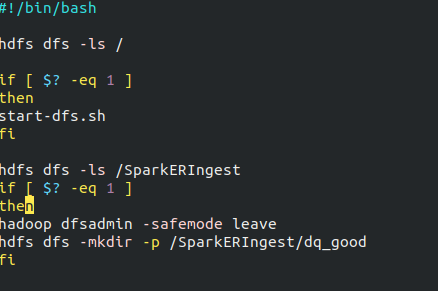 #!/bin/bash
hdfs dfs -ls /
if [ $? -eq 1 ]
then
start-dfs.sh
fi
hdfs dfs -ls /SparkERIngest
if [ $? -eq 1 ]
then
hadoop dfsadmin -safemode leave
hdfs dfs -mkdir -p /SparkERIngest/dq_good
fi